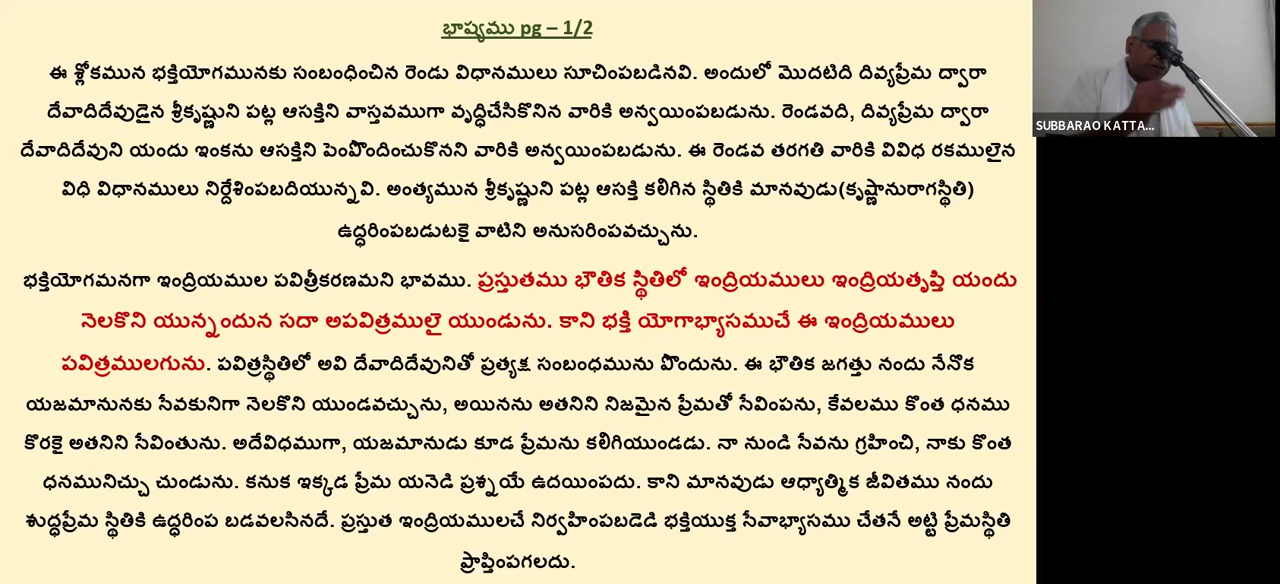 భాష్యము pg – 1/2
ఈ శ్లోకమున భక్తియోగమునకు సంబంధించిన రెండు విధానములు సూచింపబడినవి. అందులో మొదటిది దివ్యప్రేమ ద్వారా
దేవాదిదేవుడైన శ్రీకృష్ణుని పట్ల ఆసక్తిని వాస్తవముగా వృద్ధిచేసికొనిన వారికి అన్వయింపబడును. రెండవది, దివ్యప్రేమ ద్వారా
దేవాదిదేవుని యందు ఇంకను ఆసక్తిని పెంపొందించుకొనని వారికి అన్వయింపబడును. ఈ రెండవ తరగతి వారికి వివిధ రకములైన
విధి విధానములు నిర్దేశింపబదియున్నవి. అంత్యమున శ్రీకృష్ణుని పట్ల ఆసక్తి కలిగిన స్థితికి మానవుడు(కృష్ణానురాగస్థితి)
ఉద్ధరింపబడుటకై వాటిని అనుసరింపవచ్చును.
భక్తియోగమనగా ఇంద్రియముల పవిత్రీకరణమని భావము. ప్రస్తుతము భౌతిక స్థితిలో ఇంద్రియములు ఇంద్రియతృప్తి యందు
నెలకొని యున్నందున సదా అపవిత్రములై యుండును. కాని భక్తి యోగాభ్యాసముచే ఈ ఇంద్రియములు
పవిత్రములగును. పవిత్రస్థితిలో అవి దేవాదిదేవునితో ప్రత్యక్ష సంబంధమును పొందును. ఈ భౌతిక జగత్తు నందు నేనొక
యజమానునకు సేవకునిగా నెలకొని యుండవచ్చును, అయినను అతనిని నిజమైన ప్రేమతో సేవింపను, కేవలము కొంత ధనము
కొరకై అతనిని సేవింతును. అదేవిధముగా, యజమానుడు కూడ ప్రేమను కలిగియుండడు. నా నుండి సేవను గ్రహించి, నాకు కొంత
ధనమునిచ్చు చుండును. కనుక ఇక్కడ ప్రేమ యనెడి ప్రశ్నయే ఉదయింపదు. కాని మానవుడు ఆధ్యాత్మిక జీవితము నందు
శుద్ధప్రేమ స్థితికి ఉద్ధరింప బడవలసినదే. ప్రస్తుత ఇంద్రియములచే నిర్వహింపబడెడి భక్తియుక్త సేవాభ్యాసము చేతనే అట్టి ప్రేమస్థితి
ప్రాప్తింపగలదు.
SUBBARAO KATTA...